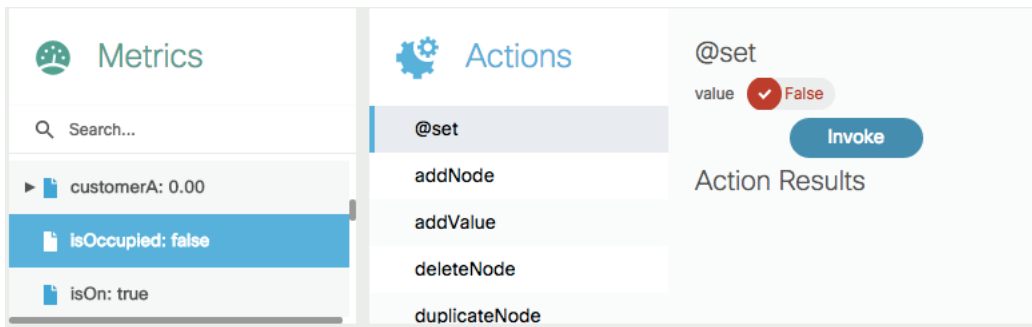 Metrics
Search...
customerA: 0.00
isOccupied: false
isOn: true
Actions
@set
addNode
addValue
deleteNode
duplicateNode
@set
value False
Invoke
Action Results